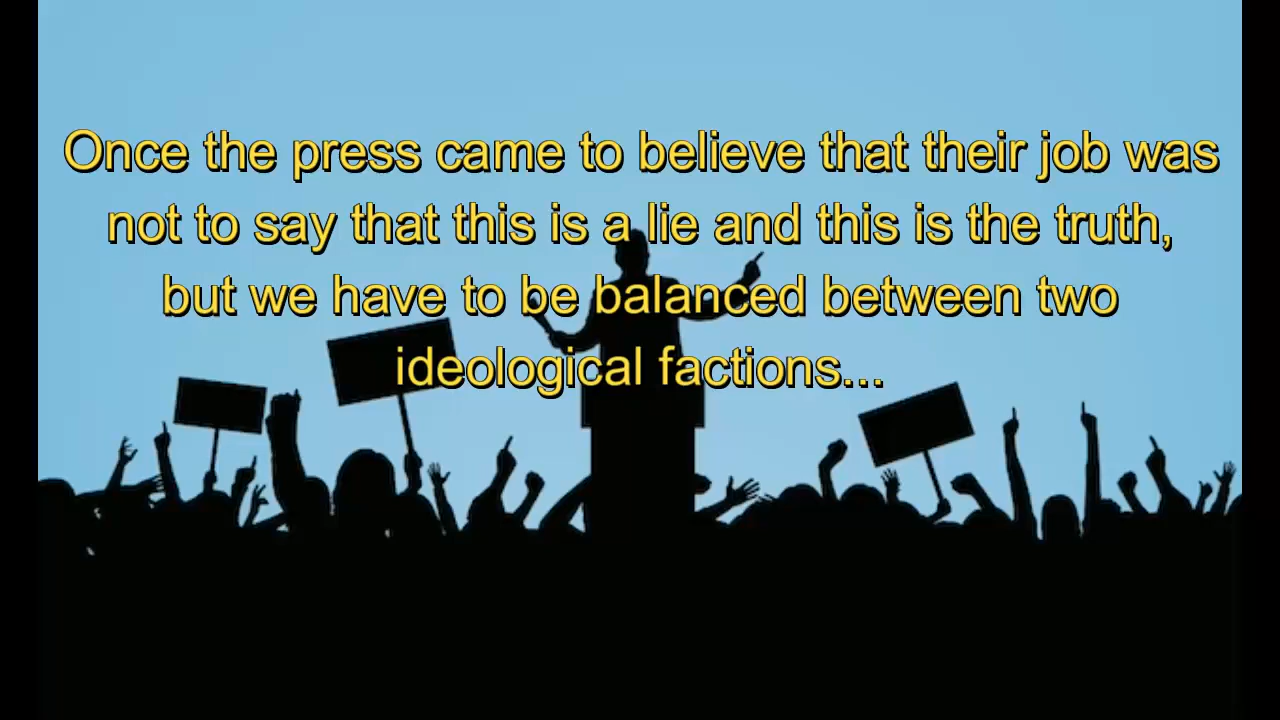 Once the press came to believe that their job was
not to say that this is a lie and this is the truth,
but we have to be balanced between two
ideological factions...